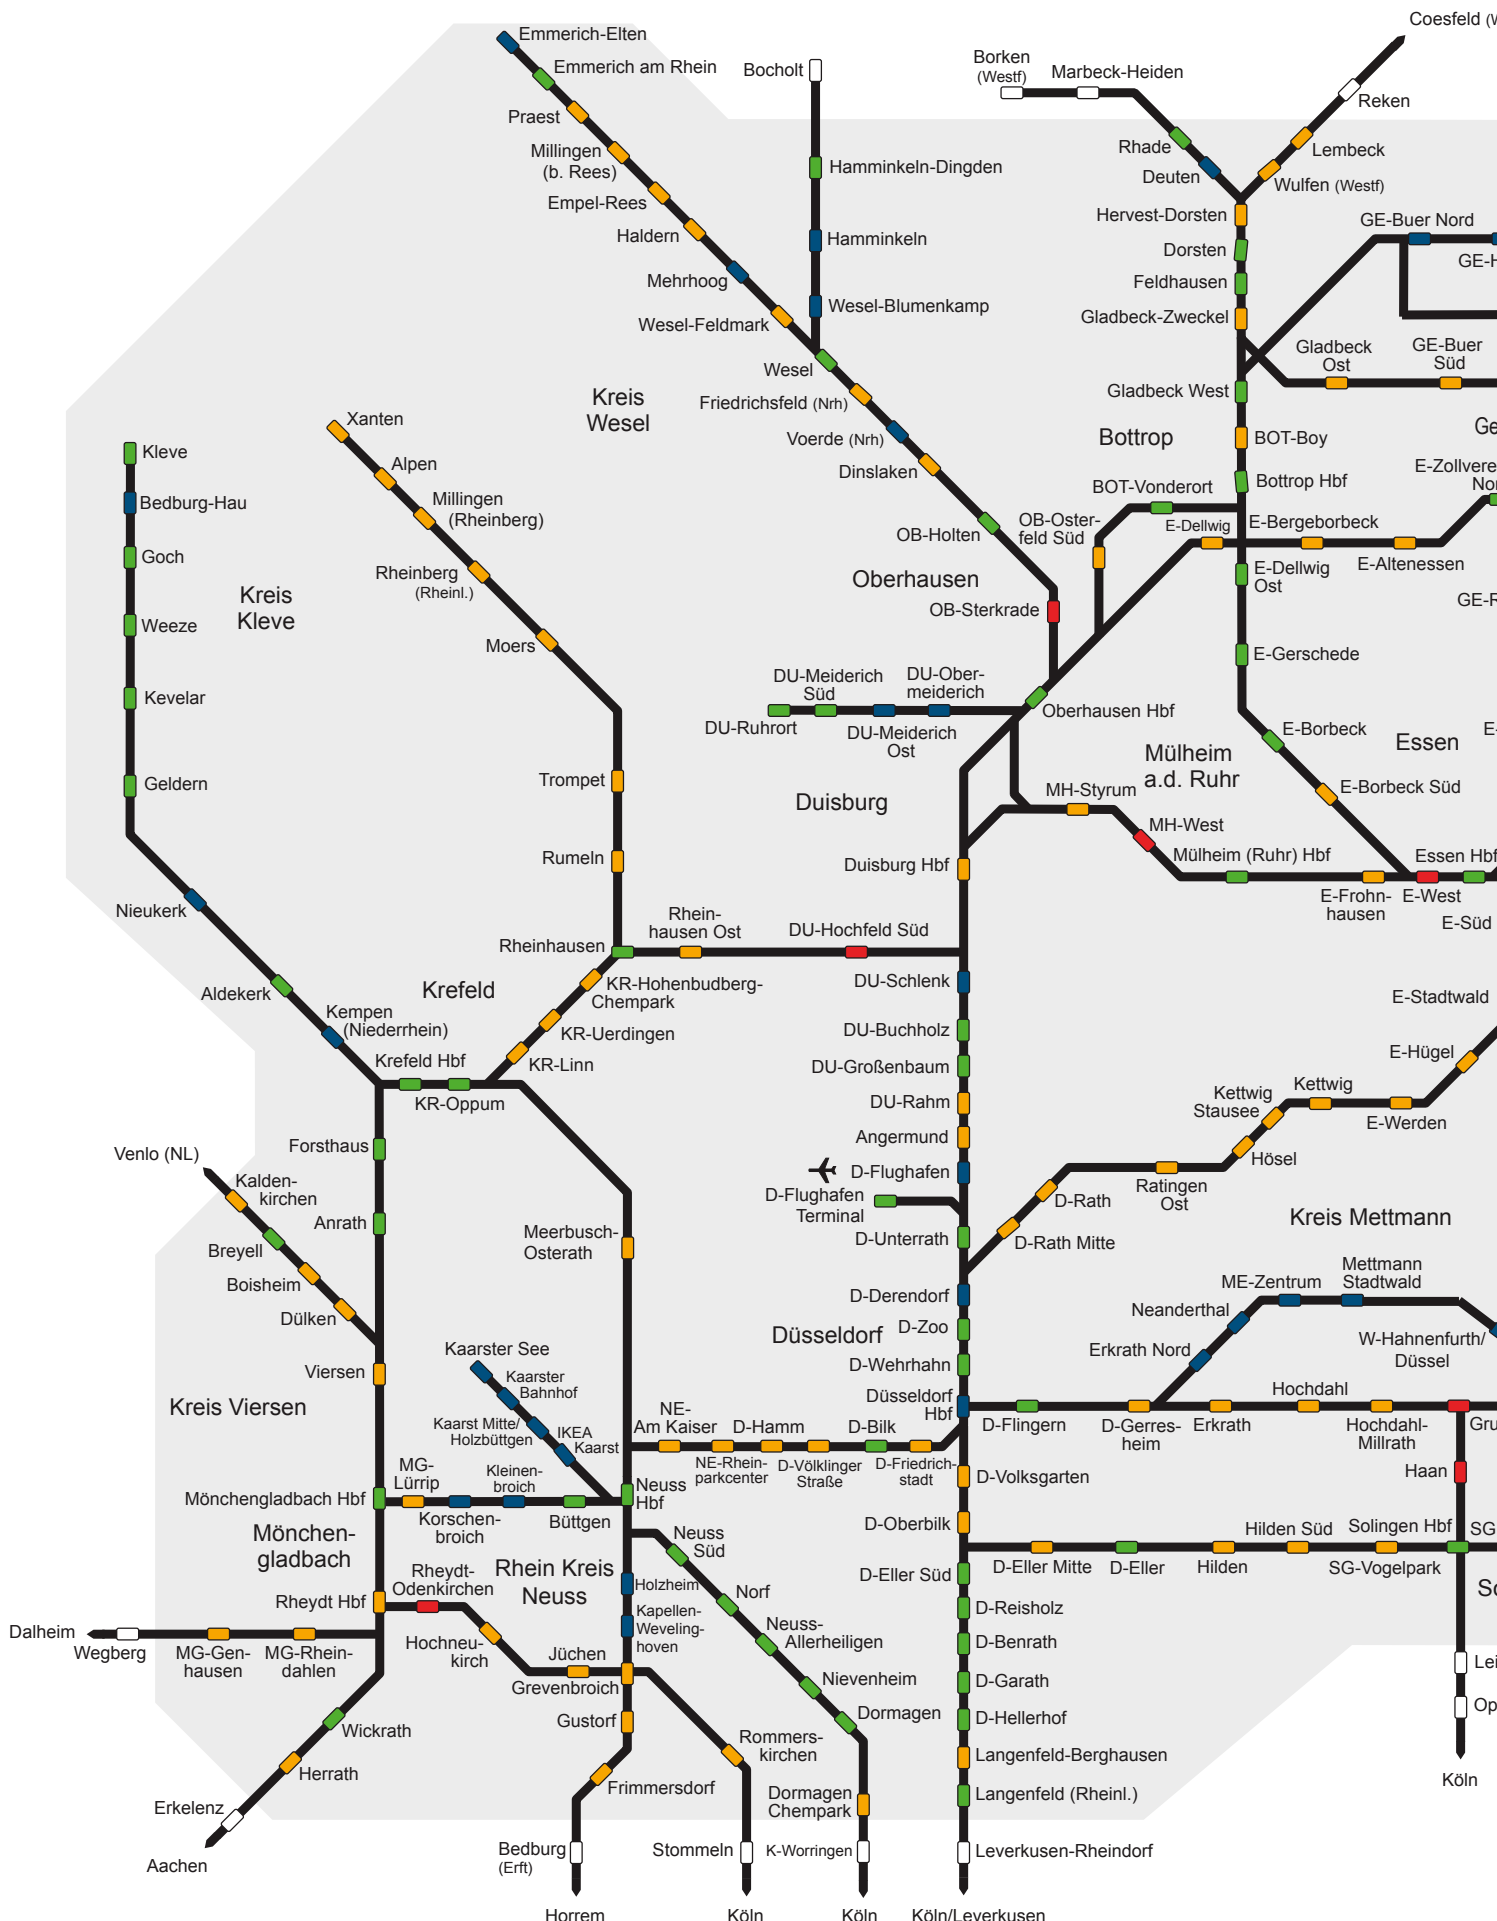 Coesfeld (W
Emmerich-Elten
Emmerich am Rhein
Bocholt
Borken
(Westf)
Marbeck-Heiden
Reken
Praest
Rhade
Lembeck
Millingen
(b. Rees)
Hamminkeln-Dingden
Deuten
Wulfen (Westf)
Empel-Rees
Hervest-Dorsten
GE-Buer Nord
Haldern
Hamminkeln
Dorsten
GE-H
Mehrhoog
Feldhausen
Wesel-Feldmark
Wesel-Blumenkamp
Gladbeck-Zweckel
Gladbeck
Ost
GE-Buer
Süd
Wesel
Kreis
Wesel
Friedrichsfeld (Nrh)
Gladbeck West
Xanten
Voerde (Nrh)
Bottrop
BOT-Boy
Ge
Kleve
Alpen
Dinslaken
E-Zollvere
Nor
Bedburg-Hau
Millingen
(Rheinberg)
BOT-Vonderort
Bottrop Hbf
OB-Holten
OB-Oster-
feld Süd
E-Dellwig
E-Bergeborbeck
Goch
Rheinberg
(Rheinl.)
Oberhausen
E-Dellwig
Ost
E-Altenessen
Kreis
Kleve
OB-Sterkrade
GE-R
Weeze
Moers
E-Gerschede
Kevelar
DU-Meiderich
Süd
DU-Ober-
meiderich
DU-Ruhrort
DU-Meiderich
Ost
Oberhausen Hbf
E-Borbeck
E-
Essen
Geldern
Trompet
Mülheim
a.d. Ruhr
Duisburg
MH-Styrum
E-Borbeck Süd
MH-West
Rumeln
Duisburg Hbf
Mülheim (Ruhr) Hbf
Essen Hbf
E-Frohn-
hausen
E-West
E-Süd
Nieukerk
Rhein-
hausen Ost
DU-Hochfeld Süd
Rheinhausen
Aldekerk
Krefeld
KR-Hohenbudberg-
Chempark
DU-Schlenk
E-Stadtwald
Kempen
(Niederrhein)
KR-Uerdingen
DU-Buchholz
Krefeld Hbf
KR-Linn
DU-Großenbaum
E-Hügel
KR-Oppum
DU-Rahm
Kettwig
Stausee
Kettwig
E-Werden
Forsthaus
Angermund
Venlo (NL)
D-Flughafen
Hösel
Kalden-
kirchen
D-Flughafen
Terminal
D-Rath
Ratingen
Ost
Anrath
Meerbusch-
Osterath
D-Unterrath
D-Rath Mitte
Kreis Mettmann
Breyell
Boisheim
D-Derendorf
ME-Zentrum
Mettmann
Stadtwald
Dülken
Düsseldorf
D-Zoo
Neanderthal
Viersen
Kaarster See
D-Wehrhahn
Erkrath Nord
W-Hahnenfurth/
Düssel
Kaarster
Bahnhof
Düsseldorf
Hbf
Kreis Viersen
Kaarst Mitte/
Holzbüttgen
IKEA
Kaarst
NE-
Am Kaiser
D-Hamm
D-Bilk
D-Flingern
D-Gerres-
heim
Erkrath
Hochdahl
Hochdahl-
Millrath
Gru
NE-Rhein-
parkcenter
D-Völklinger
Straße
D-Friedrich-
stadt
MG-
Lürrip
Kleinen-
broich
D-Volksgarten
Haan
Mönchengladbach Hbf
Korschen-
broich
Büttgen
Neuss
Hbf
D-Oberbilk
Mönchen-
gladbach
Neuss
Süd
Hilden Süd
Solingen Hbf
SG
Rheydt-
Odenkirchen
Rhein Kreis
Neuss
D-Eller Süd
D-Eller Mitte
D-Eller
Hilden
SG-Vogelpark
Rheydt Hbf
Holzheim
Norf
D-Reisholz
So
Dalheim
Kapellen-
Weveling-
hoven
Neuss-
Allerheiligen
D-Benrath
Wegberg
MG-Gen-
hausen
MG-Rhein-
dahlen
Hochneu-
kirch
Jüchen
Grevenbroich
Nievenheim
D-Garath
Lei
Gustorf
Dormagen
D-Hellerhof
Op
Wickrath
Rommers-
kirchen
Langenfeld-Berghausen
Herrath
Frimmersdorf
Dormagen
Chempark
Langenfeld (Rheinl.)
Köln
Erkelenz
Bedburg
(Erft)
Stommeln
K-Worringen
Leverkusen-Rheindorf
Aachen
Horrem
Köln
Köln
Köln/Leverkusen